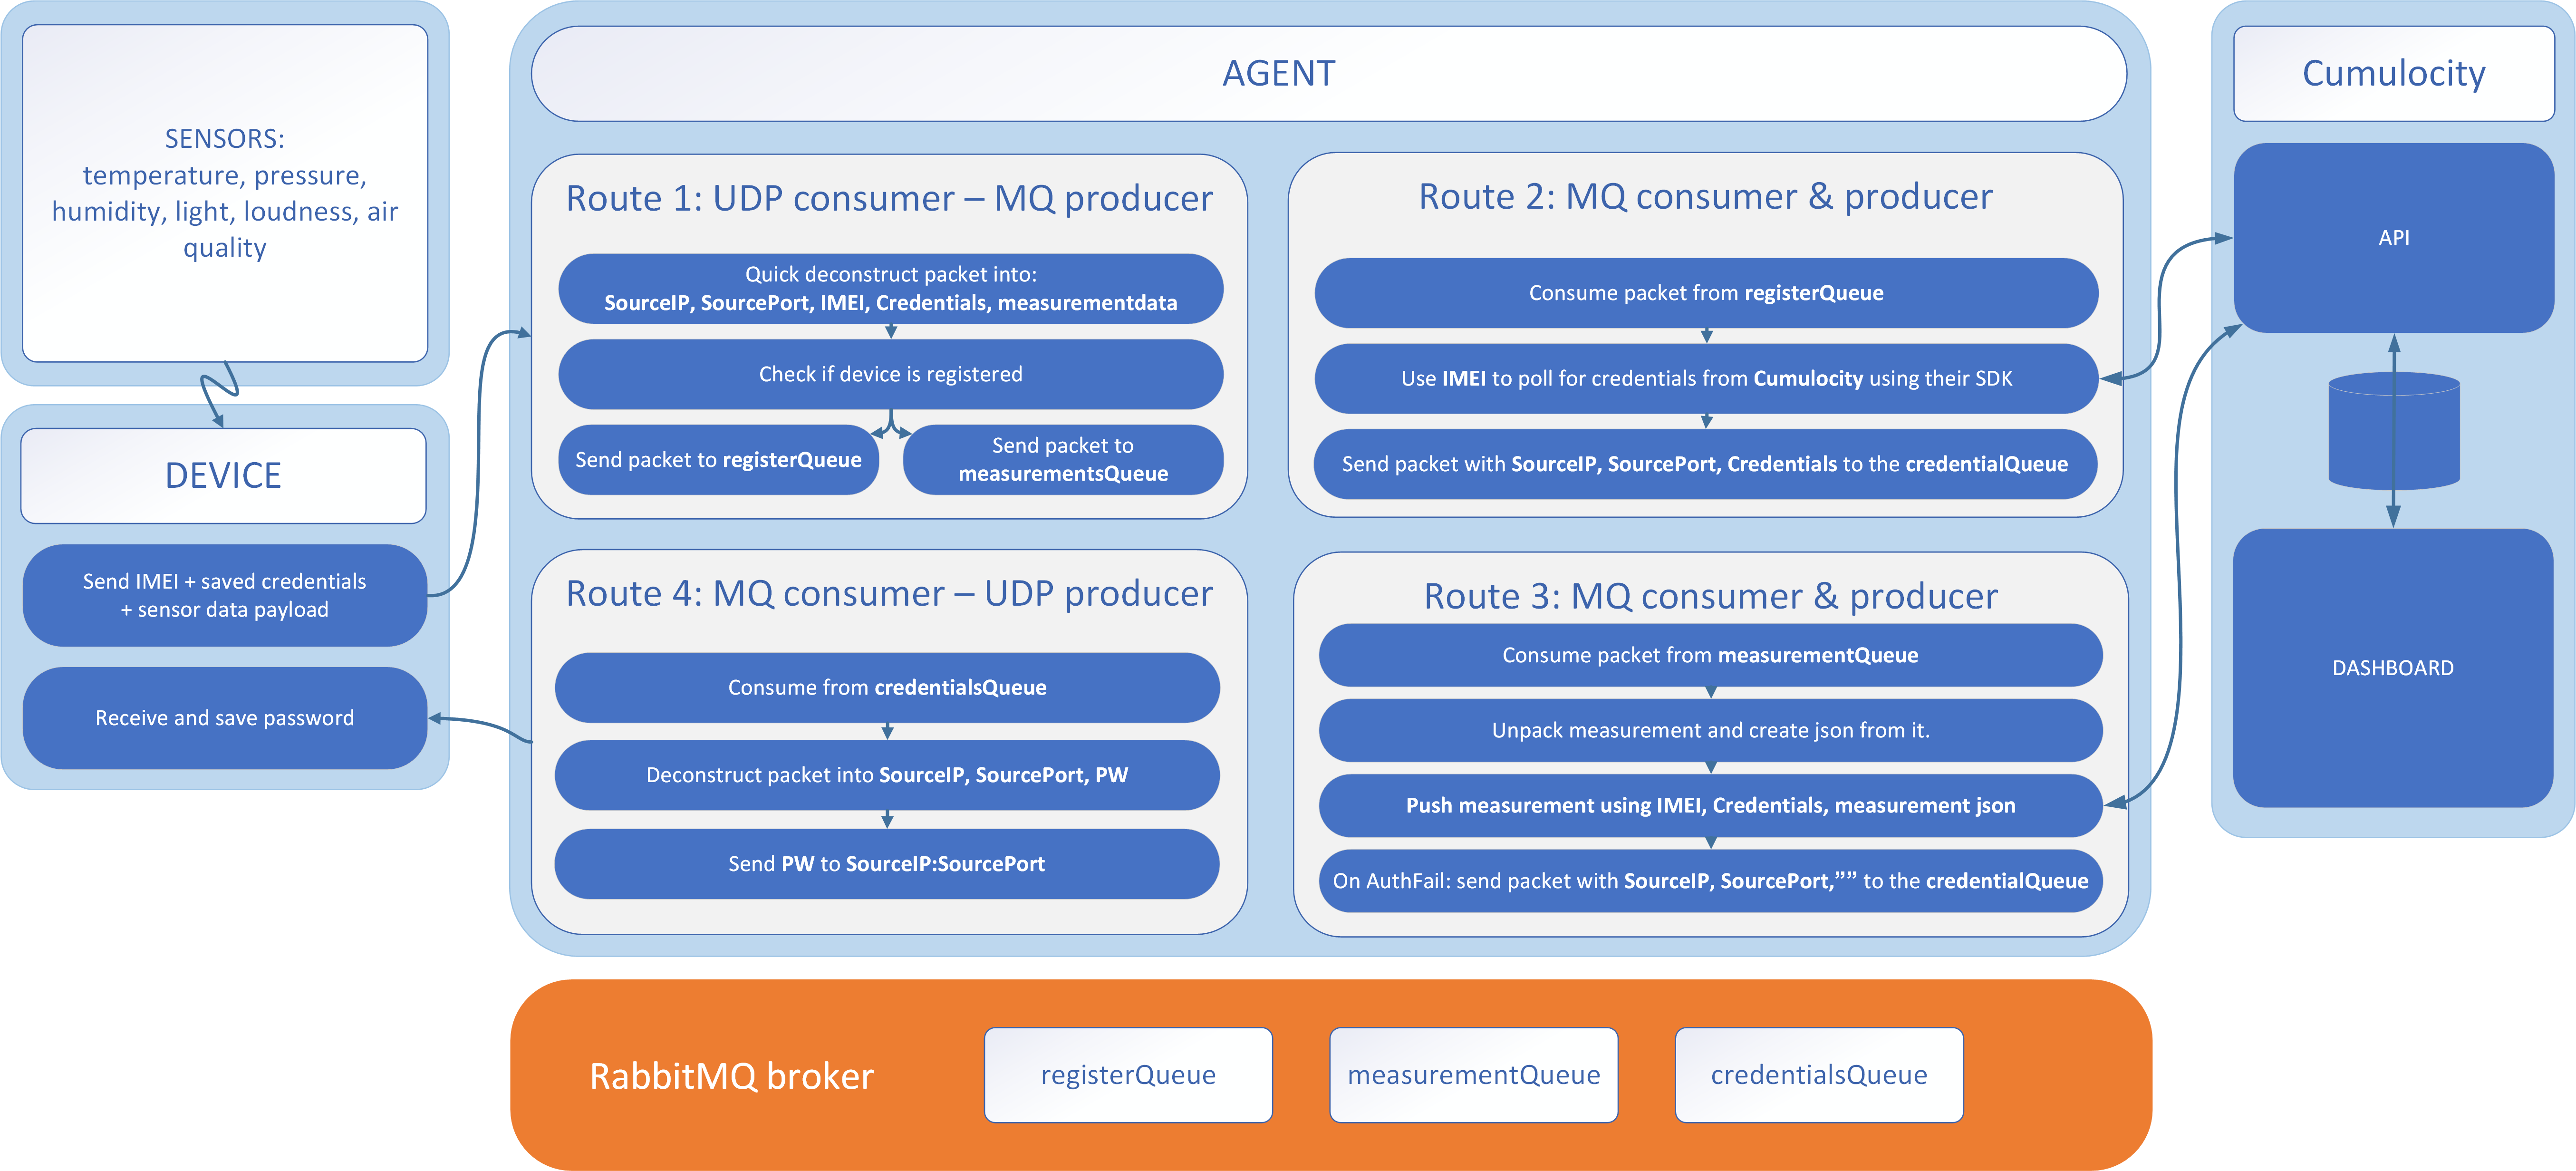 SENSORS:
temperature, pressure,
humidity, light, loudness, air
quality
DEVICE
Send IMEI + saved credentials
+ sensor data payload
Receive and save password
AGENT
Route 1: UDP consumer – MQ producer
Quick deconstruct packet into:
SourceIP, SourcePort, IMEI, Credentials, measurementdata
Check if device is registered
Send packet to registerQueue
Send packet to
measurementsQueue
Route 2: MQ consumer & producer
Consume packet from registerQueue
Use IMEI to poll for credentials from Cumulocity using their SDK
Send packet with SourceIP, SourcePort, Credentials to the credentialQueue
Route 4: MQ consumer – UDP producer
Consume from credentialsQueue
Deconstruct packet into SourceIP, SourcePort, PW
Send PW to SourceIP:SourcePort
Route 3: MQ consumer & producer
Consume packet from measurementQueue
Unpack measurement and create json from it.
Push measurement using IMEI, Credentials, measurement json
On AuthFail: send packet with SourceIP, SourcePort,”” to the credentialQueue
Cumulocity
API
DASHBOARD
RabbitMQ broker
registerQueue
measurementQueue
credentialsQueue